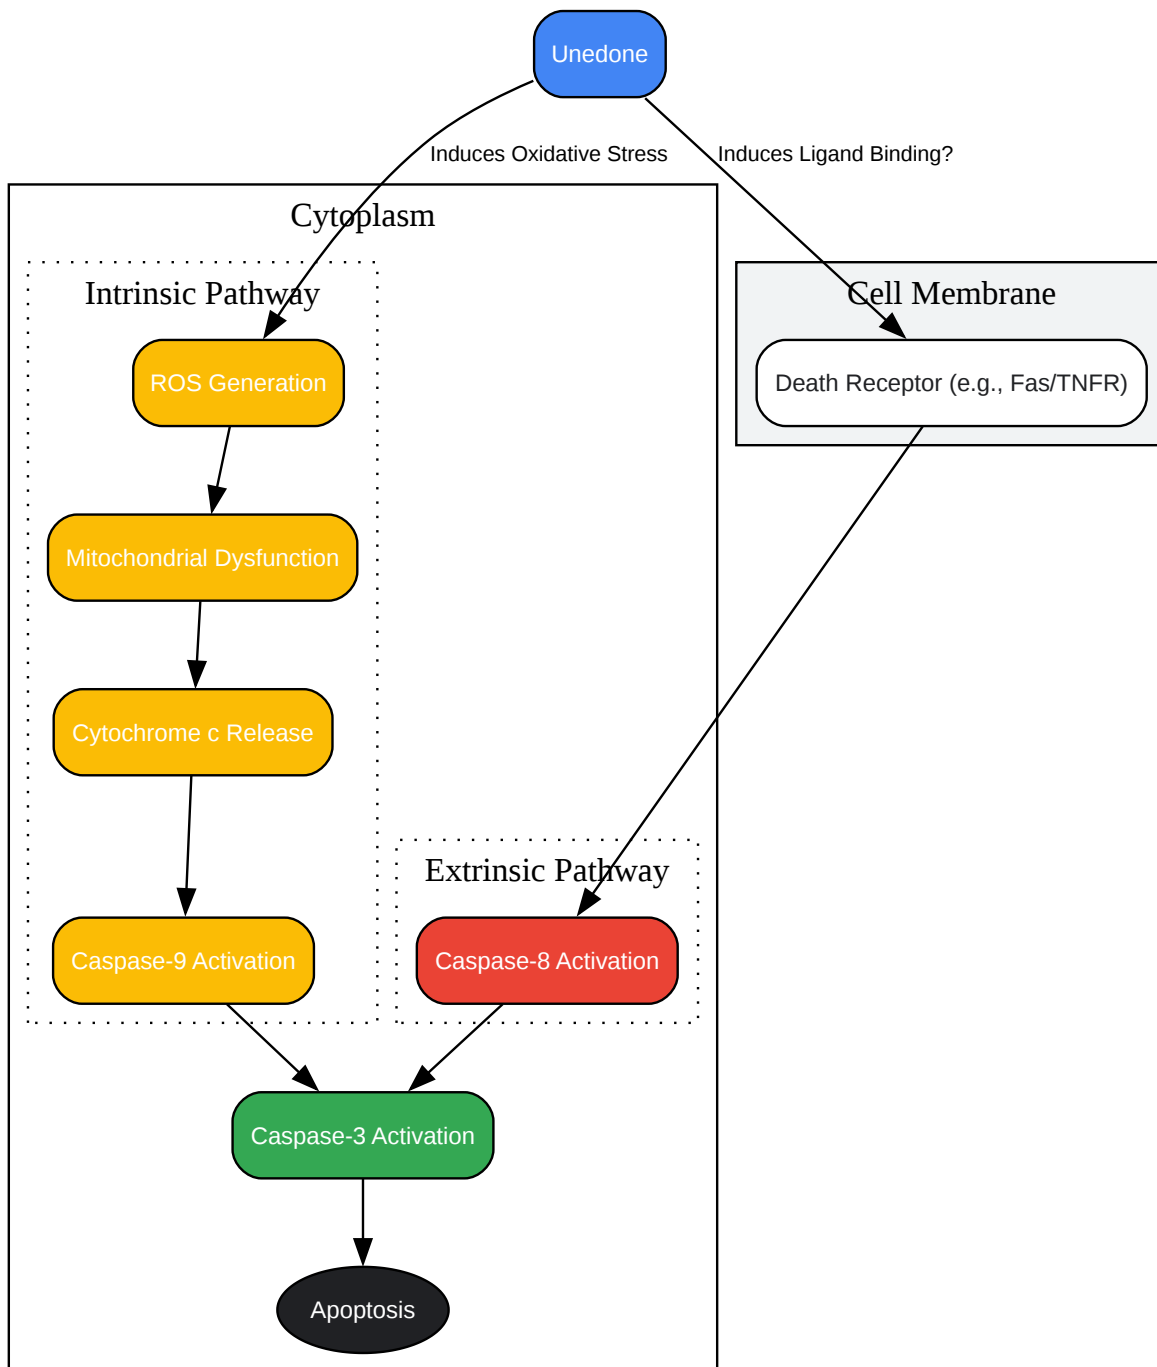 Unedone
Induces Oxidative Stress
Induces Ligand Binding?
Cytoplasm
Intrinsic Pathway
Cell Membrane
ROS Generation
Death Receptor (e.g., Fas/TNFR)
Mitochondrial Dysfunction
Cytochrome c Release
Extrinsic Pathway
Caspase-9 Activation
Caspase-8 Activation
Caspase-3 Activation
Apoptosis